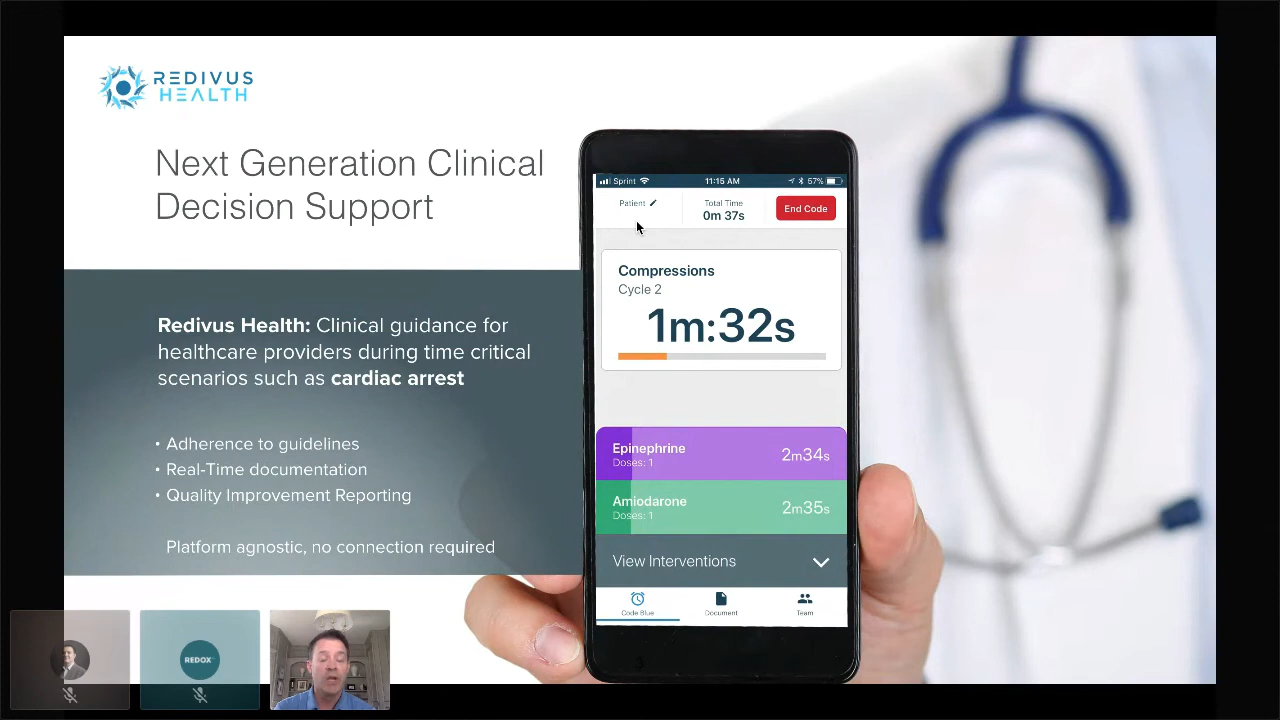 REDIVUS
HEALTH
Next Generation Clinical
Decision Support
Redivus Health: Clinical guidance for
healthcare providers during time critical
scenarios such as cardiac arrest
• Adherence to guidelines
• Real-Time documentation
• Quality Improvement Reporting
Platform agnostic, no connection required
Sprint 11:15 AM 57%
Patient Total Time
0m 37s
End Code
Compressions
Cycle 2
1m:32s
Epinephrine
Doses: 1
2m34s
Amiodarone
Doses: 1
2m35s
View Interventions
Code Blue Document Team
REDOX